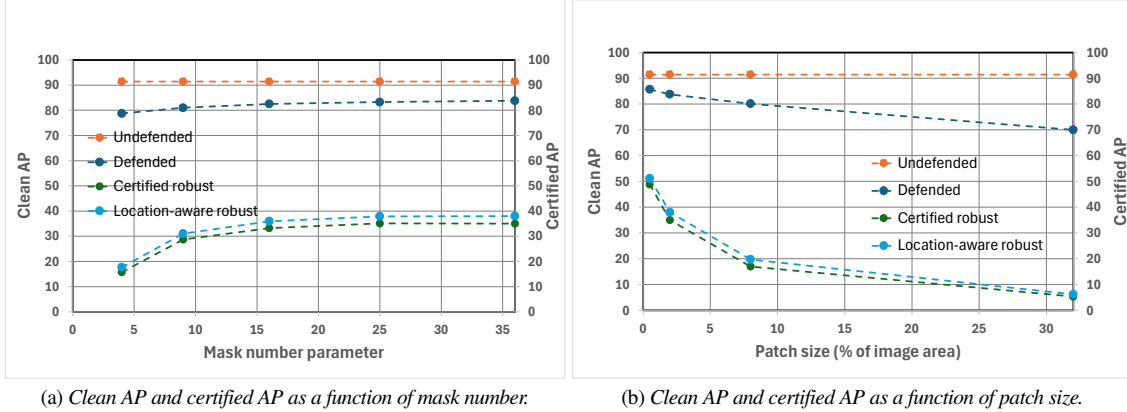 100
90
80
70
60
50
40
30
20
10
0
Clean AP
Undefended
Defended
Certified robust
Location-aware robust
100
90
80
70
60
50
40
30
20
10
0
Certified AP
0 5 10 15 20 25 30 35
Mask number parameter
(a) Clean AP and certified AP as a function of mask number.
100
90
80
70
60
50
40
30
20
10
0
Clean AP
Undefended
Defended
Certified robust
Location-aware robust
100
90
80
70
60
50
40
30
20
10
0
Certified AP
0 5 10 15 20 25 30
Patch size (% of image area)
(b) Clean AP and certified AP as a function of patch size.